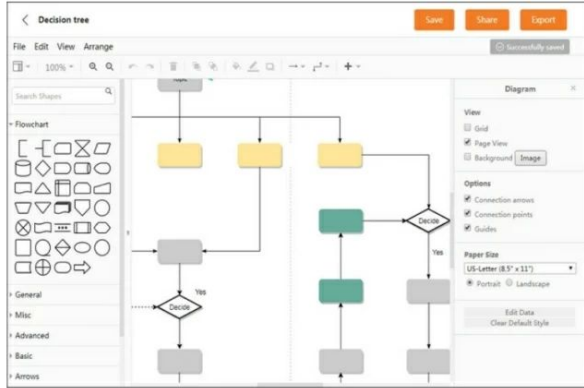 Decision tree
Save
Share
Export
File Edit View Arrange
Successfully saved
100%
Search Shapes
Flowchart
General
Misc
Advanced
Basic
Arrows
Topic
Decide
Yes
Yes
Decide
Diagram
View
Grid
Page View
Background Image
Options
Connection arrows
Connection points
Guides
Paper Size
US-Letter (8,5" x 11")
Portrait Landscape
Edit Data
Clear Default Style